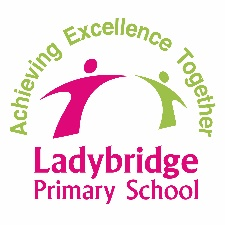 Achieving Excellence Together
Ladybridge
Primary School